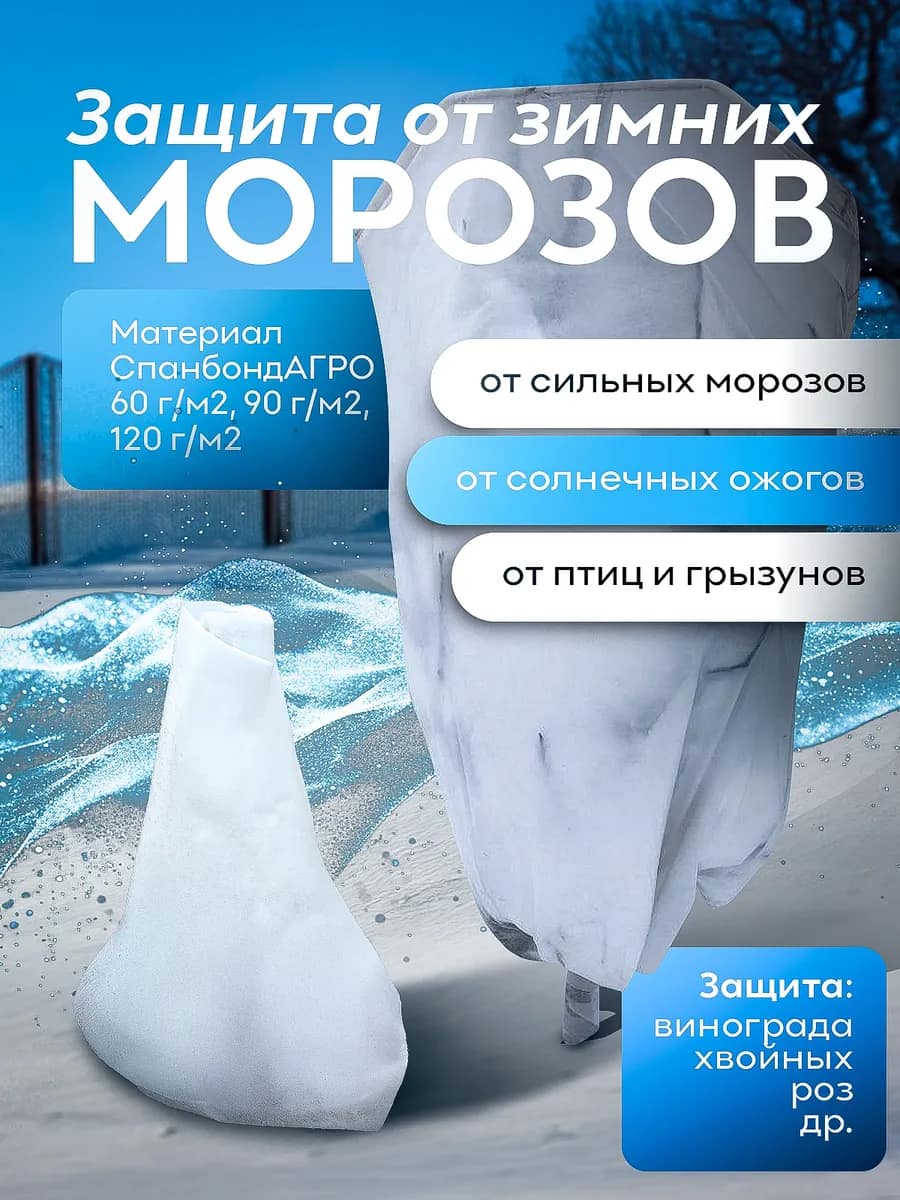 Защита от зимних
МОРОЗОВ
Материал
СпанбондАГРО
60 г/м2, 90 г/м2,
120 г/м2
от сильных морозов
от солнечных ожогов
от птиц и грызунов
Защита:
винограда
хвойных
роз
др.